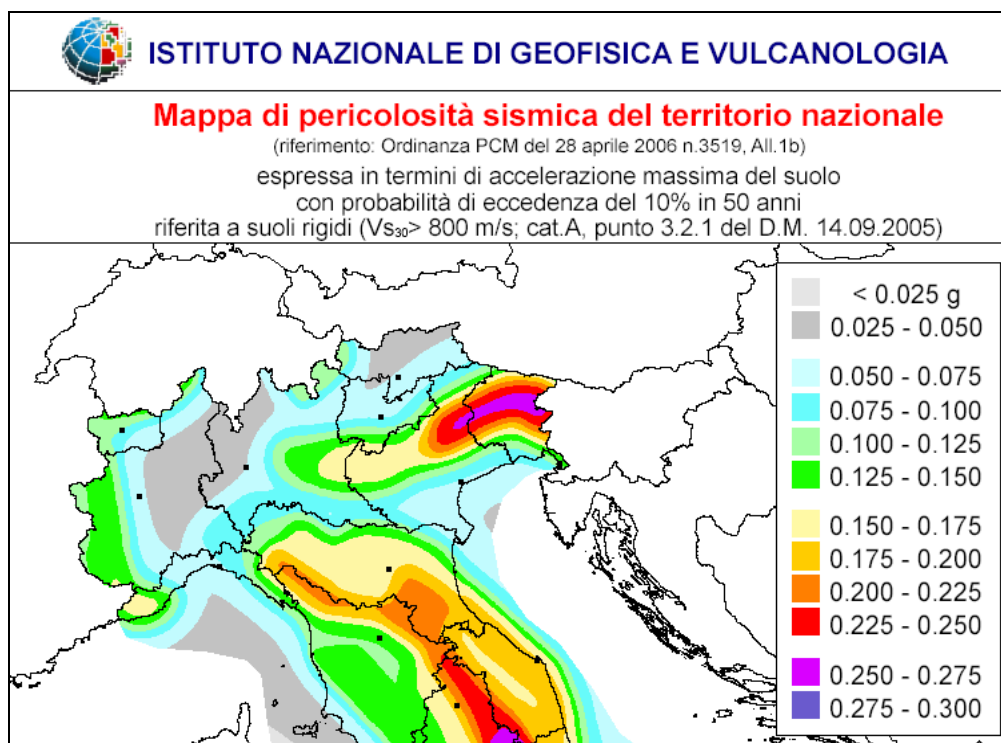 ISTITUTO NAZIONALE DI GEOFISICA E VULCANOLOGIA
Mappa di pericolosità sismica del territorio nazionale
(riferimento: Ordinanza PCM del 28 aprile 2006 n.3519, All.1b)
espressa in termini di accelerazione massima del suolo
con probabilità di eccedenza del 10% in 50 anni
riferita a suoli rigidi (Vs₃₀> 800 m/s; cat.A, punto 3.2.1 del D.M. 14.09.2005)
< 0.025 g
0.025 - 0.050
0.050 - 0.075
0.075 - 0.100
0.100 - 0.125
0.125 - 0.150
0.150 - 0.175
0.175 - 0.200
0.200 - 0.225
0.225 - 0.250
0.250 - 0.275
0.275 - 0.300